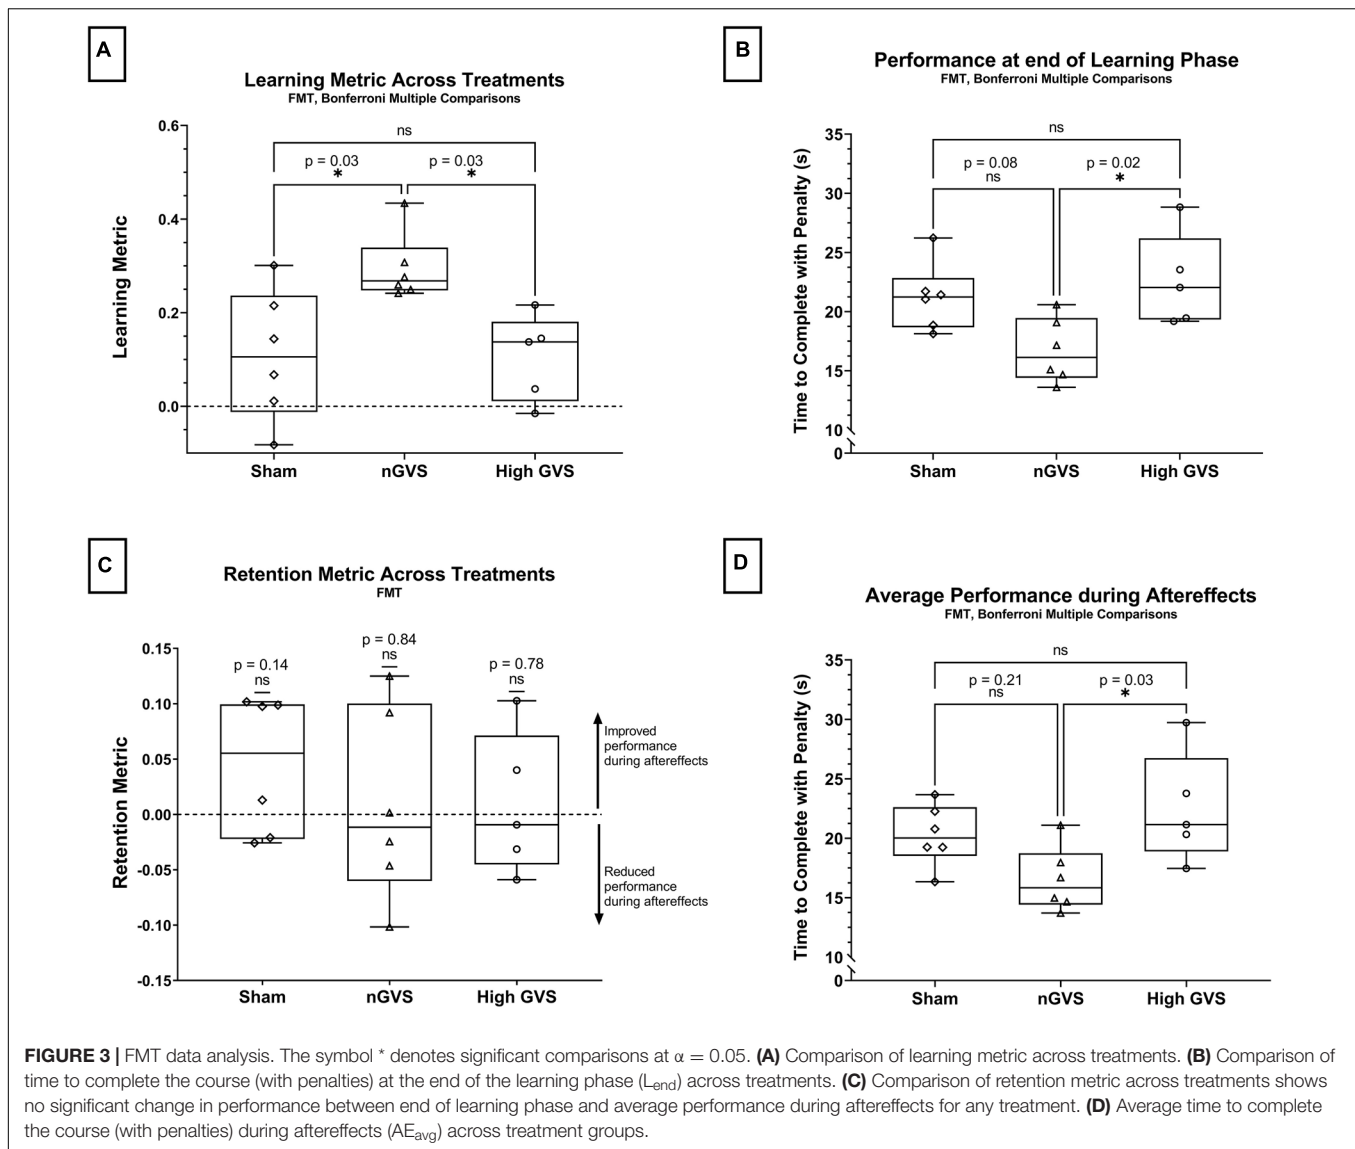 A
Learning Metric Across Treatments
FMT, Bonferroni Multiple Comparisons
ns
p = 0.03
*
p = 0.03
*
Learning Metric
0.6
0.4
0.2
0.0
Sham
nGVS
High GVS
B
Performance at end of Learning Phase
FMT, Bonferroni Multiple Comparisons
ns
p = 0.08
ns
p = 0.02
*
Time to Complete with Penalty (s)
35
30
25
20
15
10
0
Sham
nGVS
High GVS
C
Retention Metric Across Treatments
FMT
p = 0.14
ns
p = 0.84
ns
p = 0.78
ns
Retention Metric
0.15
0.10
0.05
0.00
-0.05
-0.10
-0.15
Improved
performance
during aftereffects
Reduced
performance
during aftereffects
Sham
nGVS
High GVS
D
Average Performance during Aftereffects
FMT, Bonferroni Multiple Comparisons
ns
p = 0.21
ns
p = 0.03
*
Time to Complete with Penalty (s)
35
30
25
20
15
10
0
Sham
nGVS
High GVS
FIGURE 3 | FMT data analysis. The symbol * denotes significant comparisons at α = 0.05. (A) Comparison of learning metric across treatments. (B) Comparison of
time to complete the course (with penalties) at the end of the learning phase (Lend) across treatments. (C) Comparison of retention metric across treatments shows
no significant change in performance between end of learning phase and average performance during aftereffects for any treatment. (D) Average time to complete
the course (with penalties) during aftereffects (AEavg) across treatment groups.